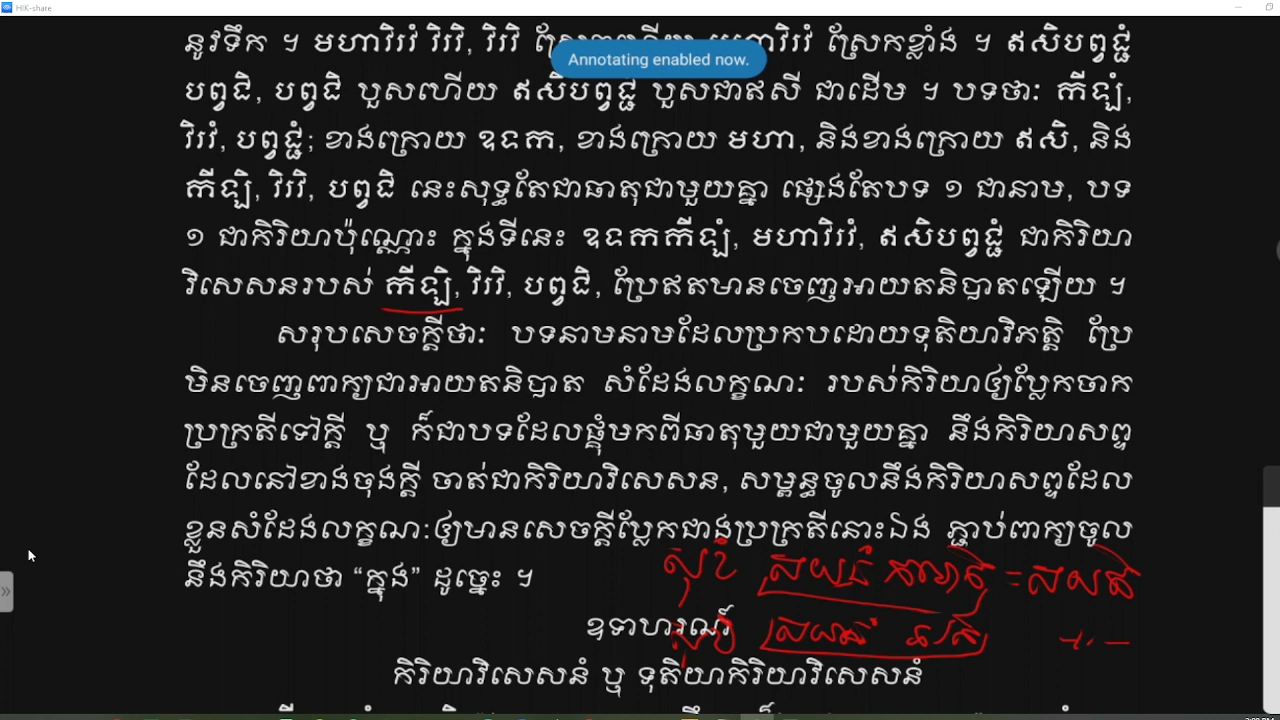 HIK-share
នូវទឹក ។ មហាវិរវំ វិរវិ, វិរវិ មហាវិរវំ ស្រែកខ្លាំង ។ ឥសិបព្វជ្ជំ
Annotating enabled now.
បព្វជិ, បព្វជិ បួសហើយ ឥសិបព្វជ្ជំ បួសជាឥសី ជាដើម ។ បទថាៈ កីឡំ,
វិរវំ, បព្វជ្ជំ; ខាងក្រោយ ឧទក, ខាងក្រោយ មហា, និងខាងក្រោយ ឥសិ, និង
កីឡិ, វិរវិ, បព្វជិ នេះសុទ្ធតែជាធាតុជាមួយគ្នា ផ្សេងតែបទ ១ ជានាម, បទ
១ ជាកិរិយាប៉ុណ្ណោះ ក្នុងទីនេះ ឧទកកីឡំ, មហាវិរវំ, ឥសិបព្វជ្ជំ ជាកិរិយា
វិសេសនរបស់ កីឡិ, វិរវិ, បព្វជិ, ប្រែឥតមានចេញអាយតនិបាតឡើយ ។
សរុបសេចក្តីថាៈ បទនាមនាមដែលប្រកបដោយទុតិយាវិភត្តិ ប្រែ
មិនចេញពាក្យជាអាយតនិបាត សំដែងលក្ខណៈ របស់កិរិយាឲ្យប្លែកចាក
ប្រក្រតីទៅក្តី ឬ ក៏ជាបទដែលផ្គុំមកពីធាតុមួយជាមួយគ្នា នឹងកិរិយាសព្ទ
ដែលនៅខាងចុងក្តី ចាត់ជាកិរិយាវិសេសន, សម្ពន្ធចូលនឹងកិរិយាសព្ទដែល
ខ្លួនសំដែងលក្ខណៈឲ្យមានសេចក្តីប្លែកជាងប្រក្រតីនោះឯង ភ្ជាប់ពាក្យចូល
នឹងកិរិយាថា “ក្នុង” ដូច្នេះ ។
សុខំ សយនំ = សយតិ
ឧទាហរណ៍
កិរិយាវិសេសនំ ឬ ទុតិយាកិរិយាវិសេសនំ